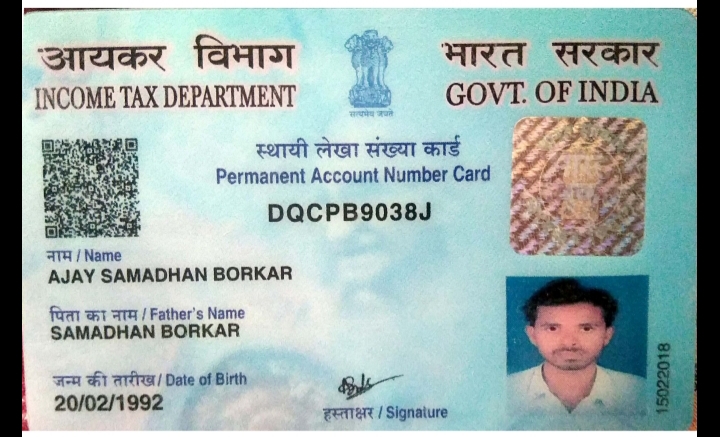 आयकर विभाग
INCOME TAX DEPARTMENT
सत्यमेव जयते
भारत सरकार
GOVT. OF INDIA
स्थायी लेखा संख्या कार्ड
Permanent Account Number Card
DQCPB9038J
नाम / Name
AJAY SAMADHAN BORKAR
पिता का नाम / Father's Name
SAMADHAN BORKAR
जन्म की तारीख / Date of Birth
20/02/1992
हस्ताक्षर / Signature
15022018